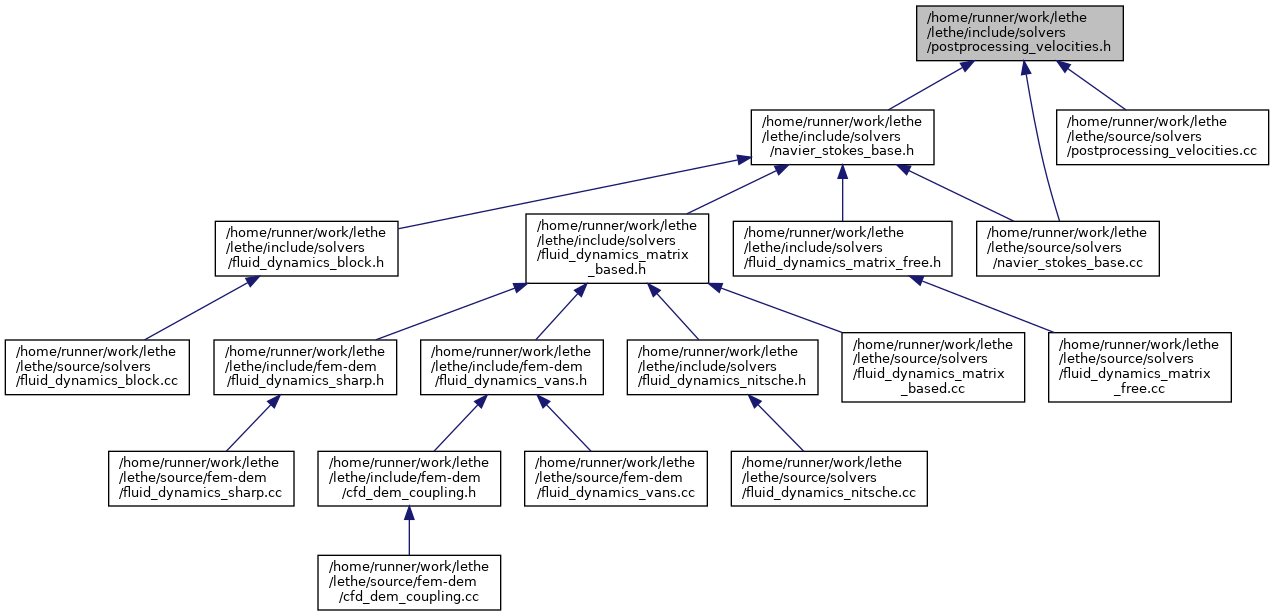 /home/runner/work/lethe
/lethe/include/solvers
/postprocessing_velocities.h
/home/runner/work/lethe
/lethe/include/solvers
/navier_stokes_base.h
/home/runner/work/lethe
/lethe/source/solvers
/postprocessing_velocities.cc
/home/runner/work/lethe
/lethe/include/solvers
/fluid_dynamics_block.h
/home/runner/work/lethe
/lethe/include/solvers
/fluid_dynamics_matrix
_based.h
/home/runner/work/lethe
/lethe/include/solvers
/fluid_dynamics_matrix_free.h
/home/runner/work/lethe
/lethe/source/solvers
/navier_stokes_base.cc
/home/runner/work/lethe
/lethe/source/solvers
/fluid_dynamics_block.cc
/home/runner/work/lethe
/lethe/include/fem-dem
/fluid_dynamics_sharp.h
/home/runner/work/lethe
/lethe/include/fem-dem
/fluid_dynamics_vans.h
/home/runner/work/lethe
/lethe/include/solvers
/fluid_dynamics_nitsche.h
/home/runner/work/lethe
/lethe/source/solvers
/fluid_dynamics_matrix
_based.cc
/home/runner/work/lethe
/lethe/source/solvers
/fluid_dynamics_matrix
_free.cc
/home/runner/work/lethe
/lethe/source/fem-dem
/fluid_dynamics_sharp.cc
/home/runner/work/lethe
/lethe/include/fem-dem
/cfd_dem_coupling.h
/home/runner/work/lethe
/lethe/source/fem-dem
/fluid_dynamics_vans.cc
/home/runner/work/lethe
/lethe/source/solvers
/fluid_dynamics_nitsche.cc
/home/runner/work/lethe
/lethe/source/fem-dem
/cfd_dem_coupling.cc